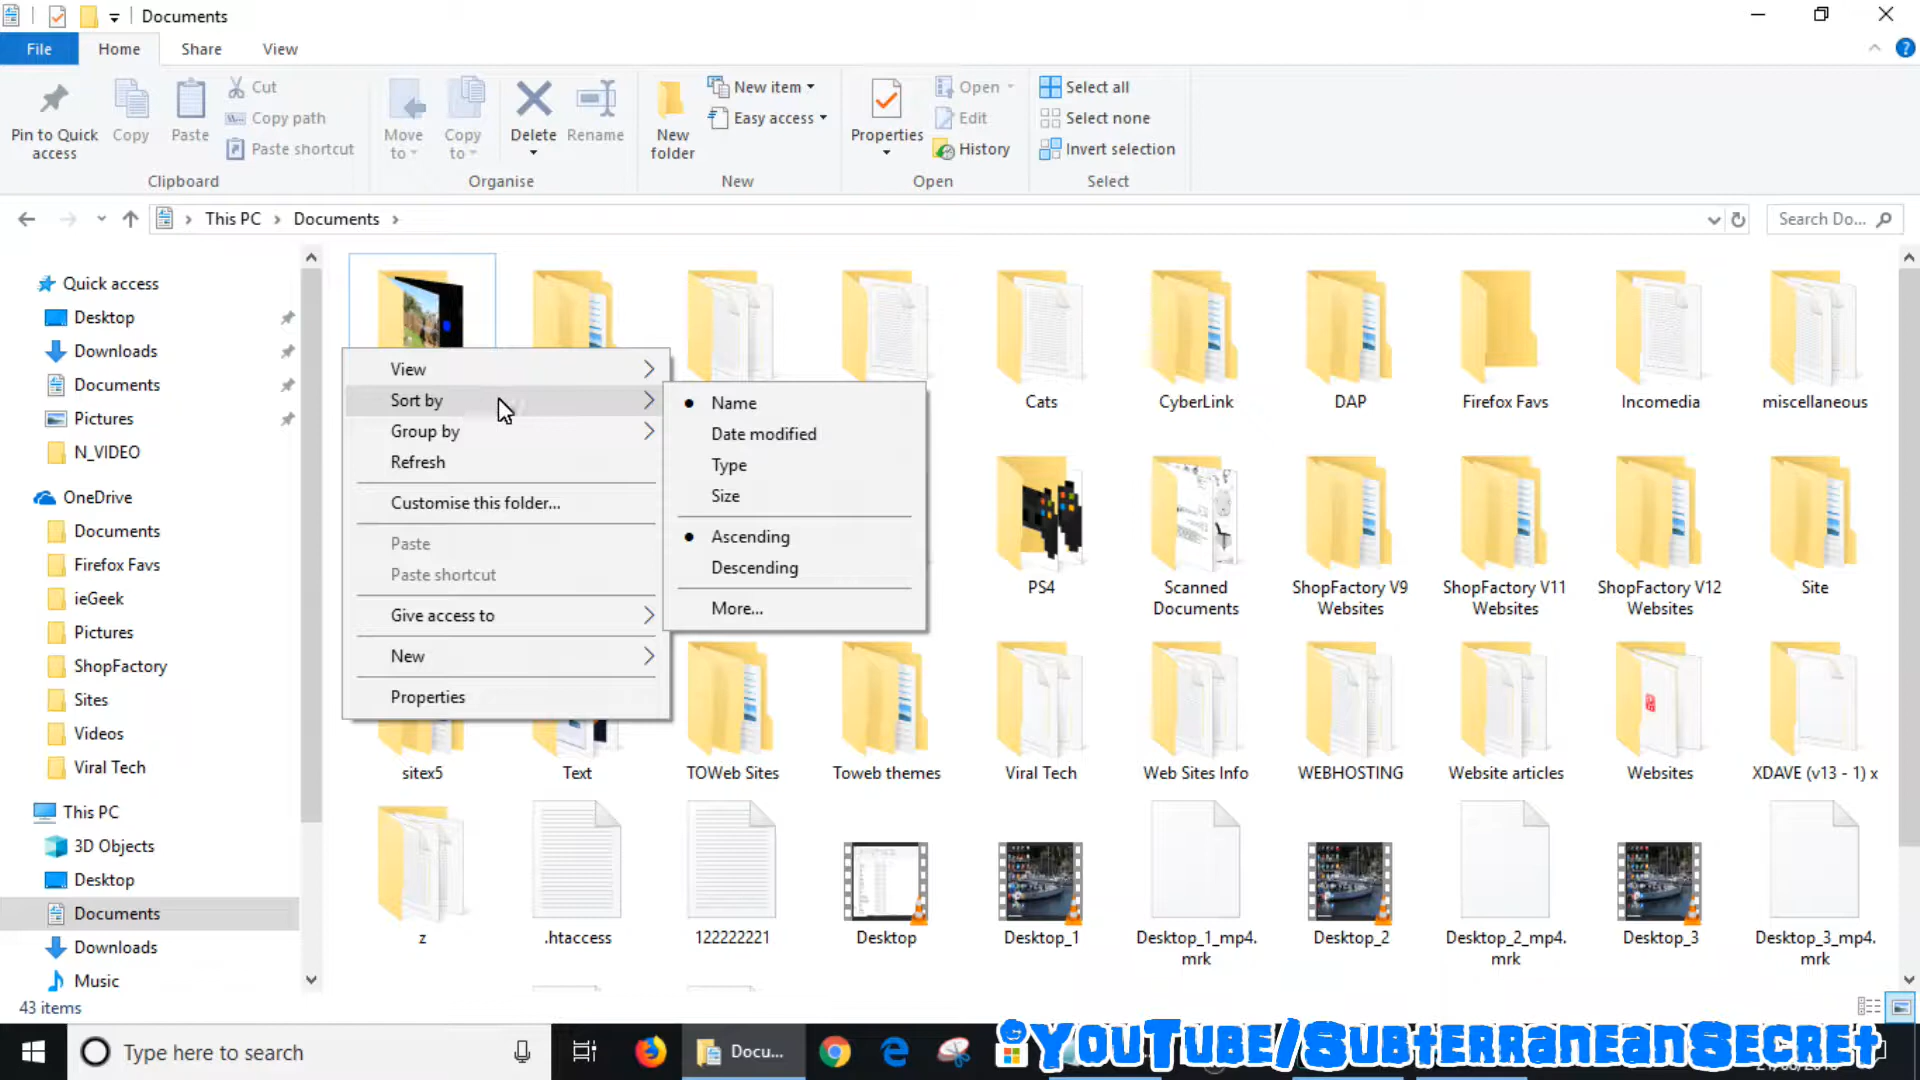 Documents
File
Home
Share
View
Pin to Quick
access
Copy
Paste
Cut
Copy path
Paste shortcut
Clipboard
Move
to
Copy
to
Delete
Rename
Organise
New
folder
New item
Easy access
New
Properties
Open
Edit
History
Open
Select all
Select none
Invert selection
Select
This PC
Documents
Search Do...
Quick access
Desktop
Downloads
Documents
Pictures
N_VIDEO
OneDrive
Documents
Firefox Favs
ieGeek
Pictures
ShopFactory
Sites
Videos
Viral Tech
This PC
3D Objects
Desktop
Documents
Downloads
Music
43 items
View
Sort by
Group by
Refresh
Customise this folder...
Paste
Paste shortcut
Give access to
New
Properties
Name
Date modified
Type
Size
Ascending
Descending
More...
Cats
CyberLink
DAP
Firefox Favs
Incomedia
miscellaneous
PS4
Scanned
Documents
ShopFactory V9
Websites
ShopFactory V11
Websites
ShopFactory V12
Websites
Site
sitex5
Text
TOWeb Sites
Toweb themes
Viral Tech
Web Sites Info
WEBHOSTING
Website articles
Websites
XDAVE (v13 - 1) x
z
.htaccess
122222221
Desktop
Desktop_1
Desktop_1_mp4.
mrk
Desktop_2
Desktop_2_mp4.
mrk
Desktop_3
Desktop_3_mp4.
mrk
Type here to search
Docu...
@YouTube/SubterraneanSecret